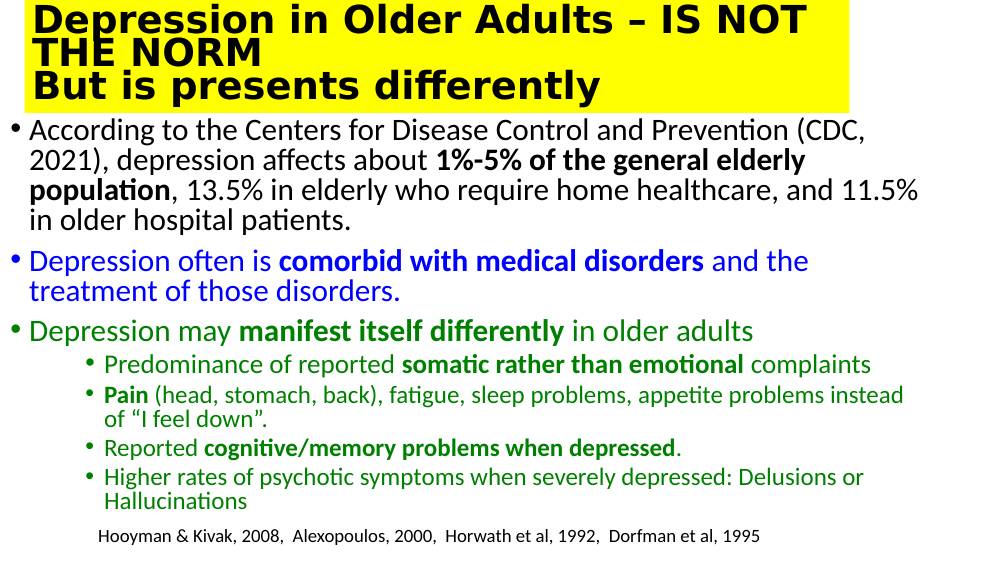 Depression in Older Adults – IS NOT
THE NORM
But is presents differently
• According to the Centers for Disease Control and Prevention (CDC,
2021), depression affects about 1%-5% of the general elderly
population, 13.5% in elderly who require home healthcare, and 11.5%
in older hospital patients.
• Depression often is comorbid with medical disorders and the
treatment of those disorders.
• Depression may manifest itself differently in older adults
• Predominance of reported somatic rather than emotional complaints
• Pain (head, stomach, back), fatigue, sleep problems, appetite problems instead
of “I feel down”.
• Reported cognitive/memory problems when depressed.
• Higher rates of psychotic symptoms when severely depressed: Delusions or
Hallucinations
Hooyman & Kivak, 2008, Alexopoulos, 2000, Horwath et al, 1992, Dorfman et al, 1995